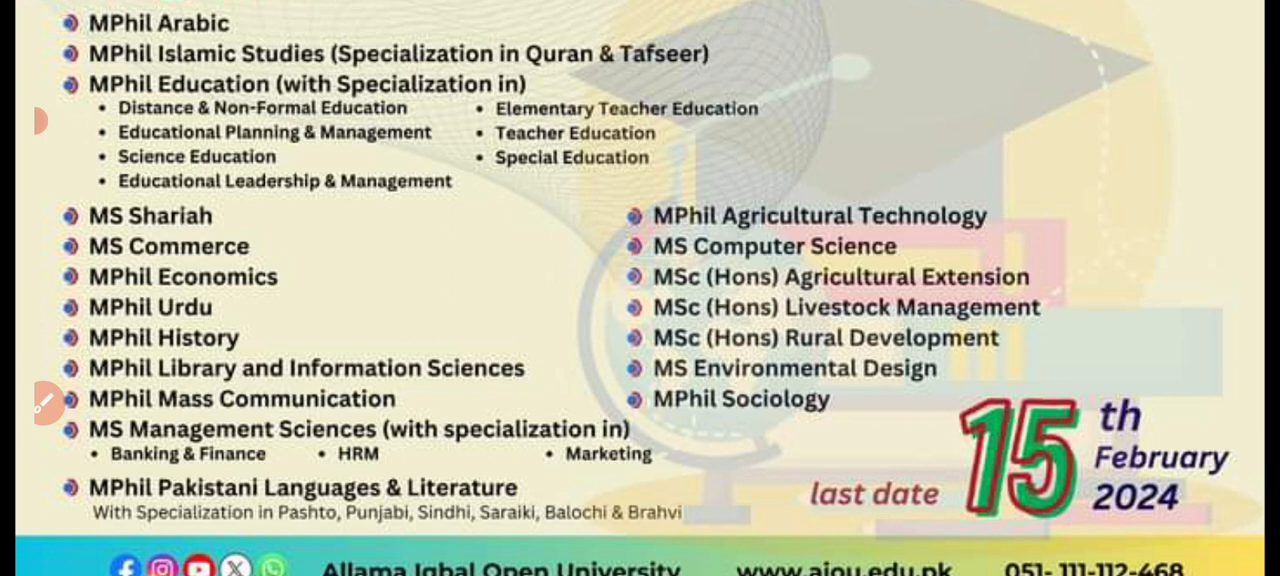 MPhil Arabic
MPhil Islamic Studies (Specialization in Quran & Tafseer)
MPhil Education (with Specialization in)
• Distance & Non-Formal Education
• Educational Planning & Management
• Science Education
• Educational Leadership & Management
• Elementary Teacher Education
• Teacher Education
• Special Education
MS Shariah
MS Commerce
MPhil Economics
MPhil Urdu
MPhil History
MPhil Library and Information Sciences
MPhil Mass Communication
MS Management Sciences (with specialization in)
• Banking & Finance • HRM • Marketing
MPhil Pakistani Languages & Literature
With Specialization in Pashto, Punjabi, Sindhi, Saraiki, Balochi & Brahvi
MPhil Agricultural Technology
MS Computer Science
MSc (Hons) Agricultural Extension
MSc (Hons) Livestock Management
MSc (Hons) Rural Development
MS Environmental Design
MPhil Sociology
last date 15th February 2024
Allama Iqbal Open University www.aiou.edu.pk 051- 111-112-468